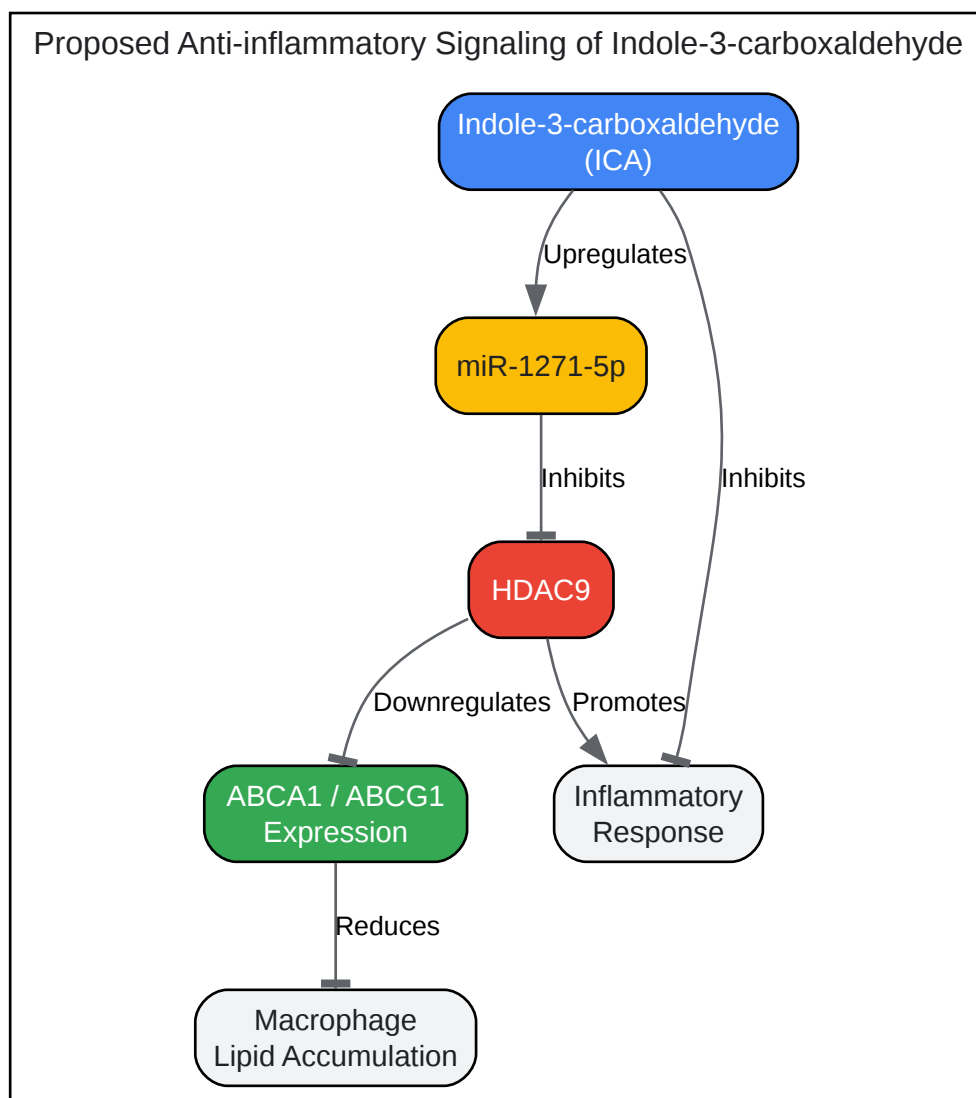 Proposed Anti-inflammatory Signaling of Indole-3-carboxaldehyde
Indole-3-carboxaldehyde
(ICA)
Upregulates
miR-1271-5p
Inhibits
Inhibits
HDAC9
Downregulates
Promotes
ABCA1 / ABCG1
Expression
Inflammatory
Response
Reduces
Macrophage
Lipid Accumulation